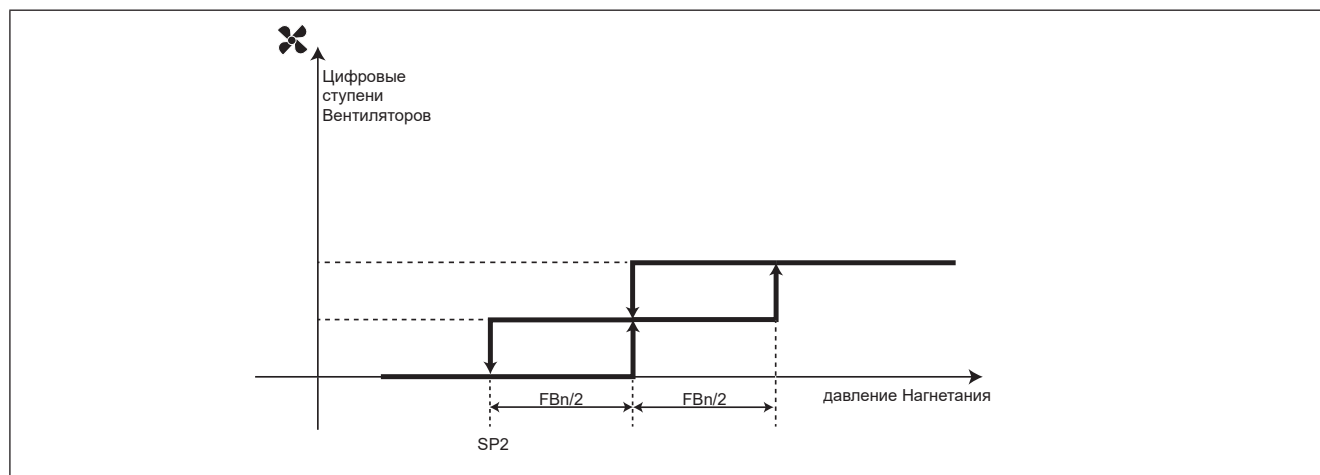 Цифровые
ступени
Вентиляторов
FBn/2
FBn/2
давление Нагнетания
SP2